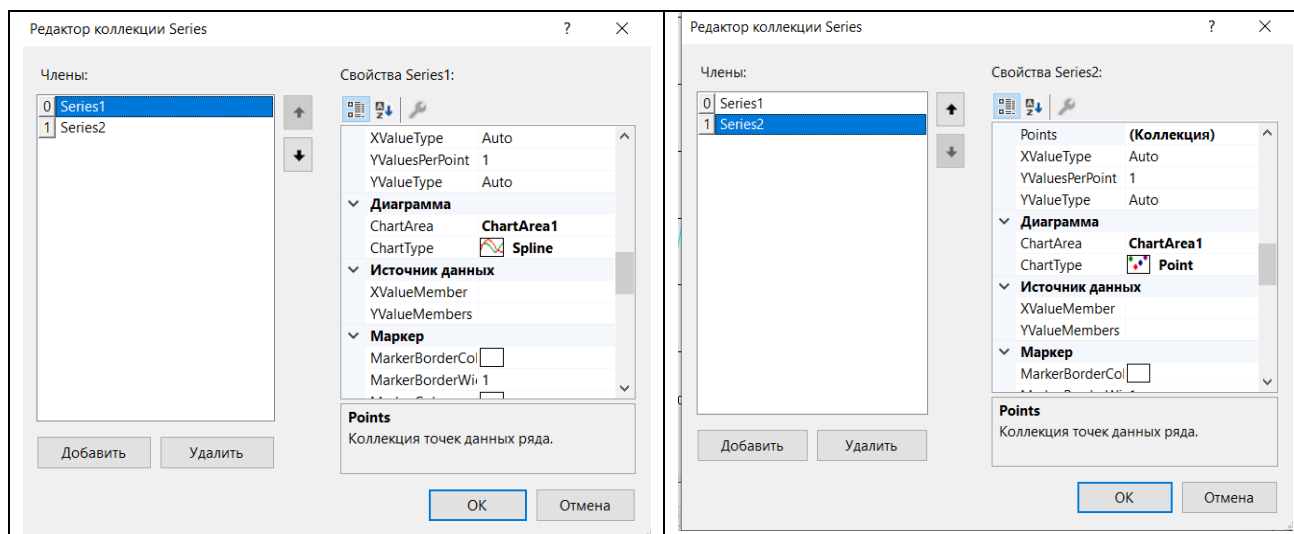 Редактор коллекции Series ? ×
Члены:
0 Series1
1 Series2
Добавить Удалить
Свойства Series1:
XValueType Auto
YValuesPerPoint 1
YValueType Auto
Диаграмма
ChartArea ChartArea1
ChartType Spline
Источник данных
XValueMember
YValueMembers
Маркер
MarkerBorderCol
MarkerBorderWi 1
Points
Коллекция точек данных ряда.
ОК Отмена
Редактор коллекции Series ? ×
Члены:
0 Series1
1 Series2
Добавить Удалить
Свойства Series2:
Points (Коллекция)
XValueType Auto
YValuesPerPoint 1
YValueType Auto
Диаграмма
ChartArea ChartArea1
ChartType Point
Источник данных
XValueMember
YValueMembers
Маркер
MarkerBorderCol
Points
Коллекция точек данных ряда.
ОК Отмена